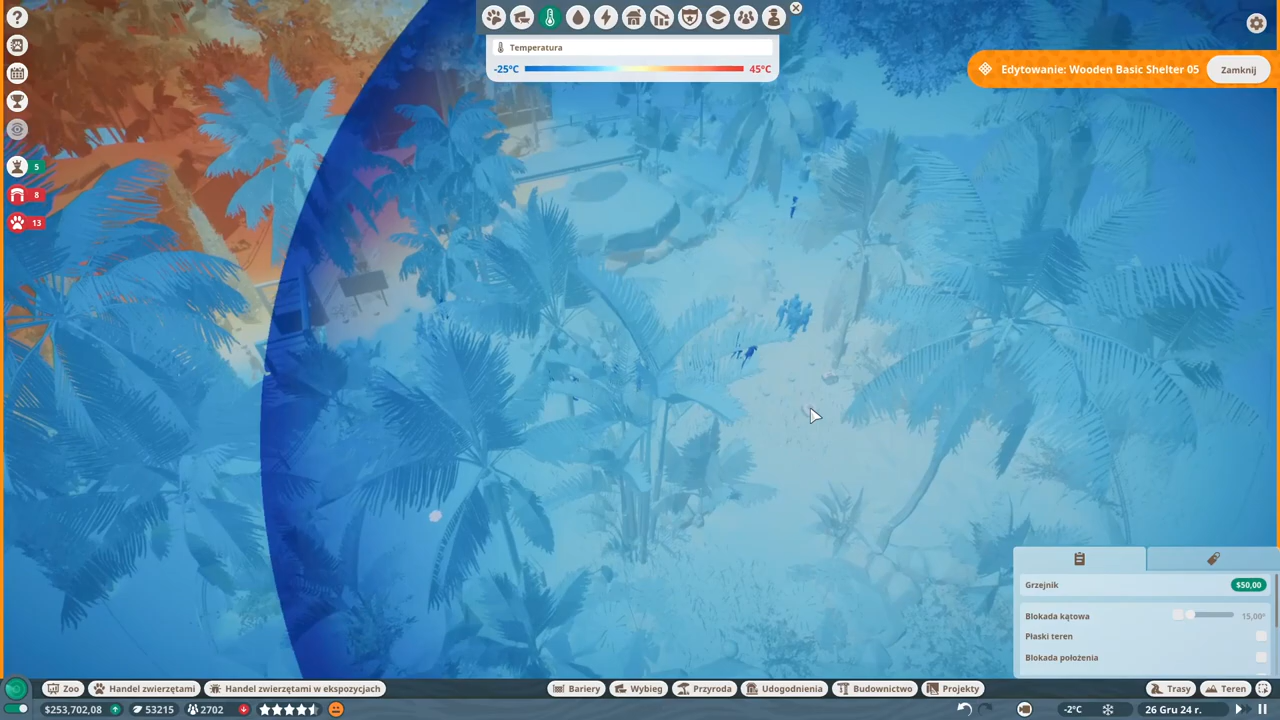 Temperatura
-25°C 45°C
Edytowanie: Wooden Basic Shelter 05
Zamknij
5
8
13
Grzejnik
$50,00
Blokada kątowa
15,00°
Płaski teren
Blokada położenia
Zoo
Handel zwierzętami
Handel zwierzętami w ekspozycjach
Bariery
Wybieg
Przyroda
Udogodnienia
Budownictwo
Projekty
Trasy
Teren
$253,702,08
53215
2702
-2°C
26 Gru 24 r.